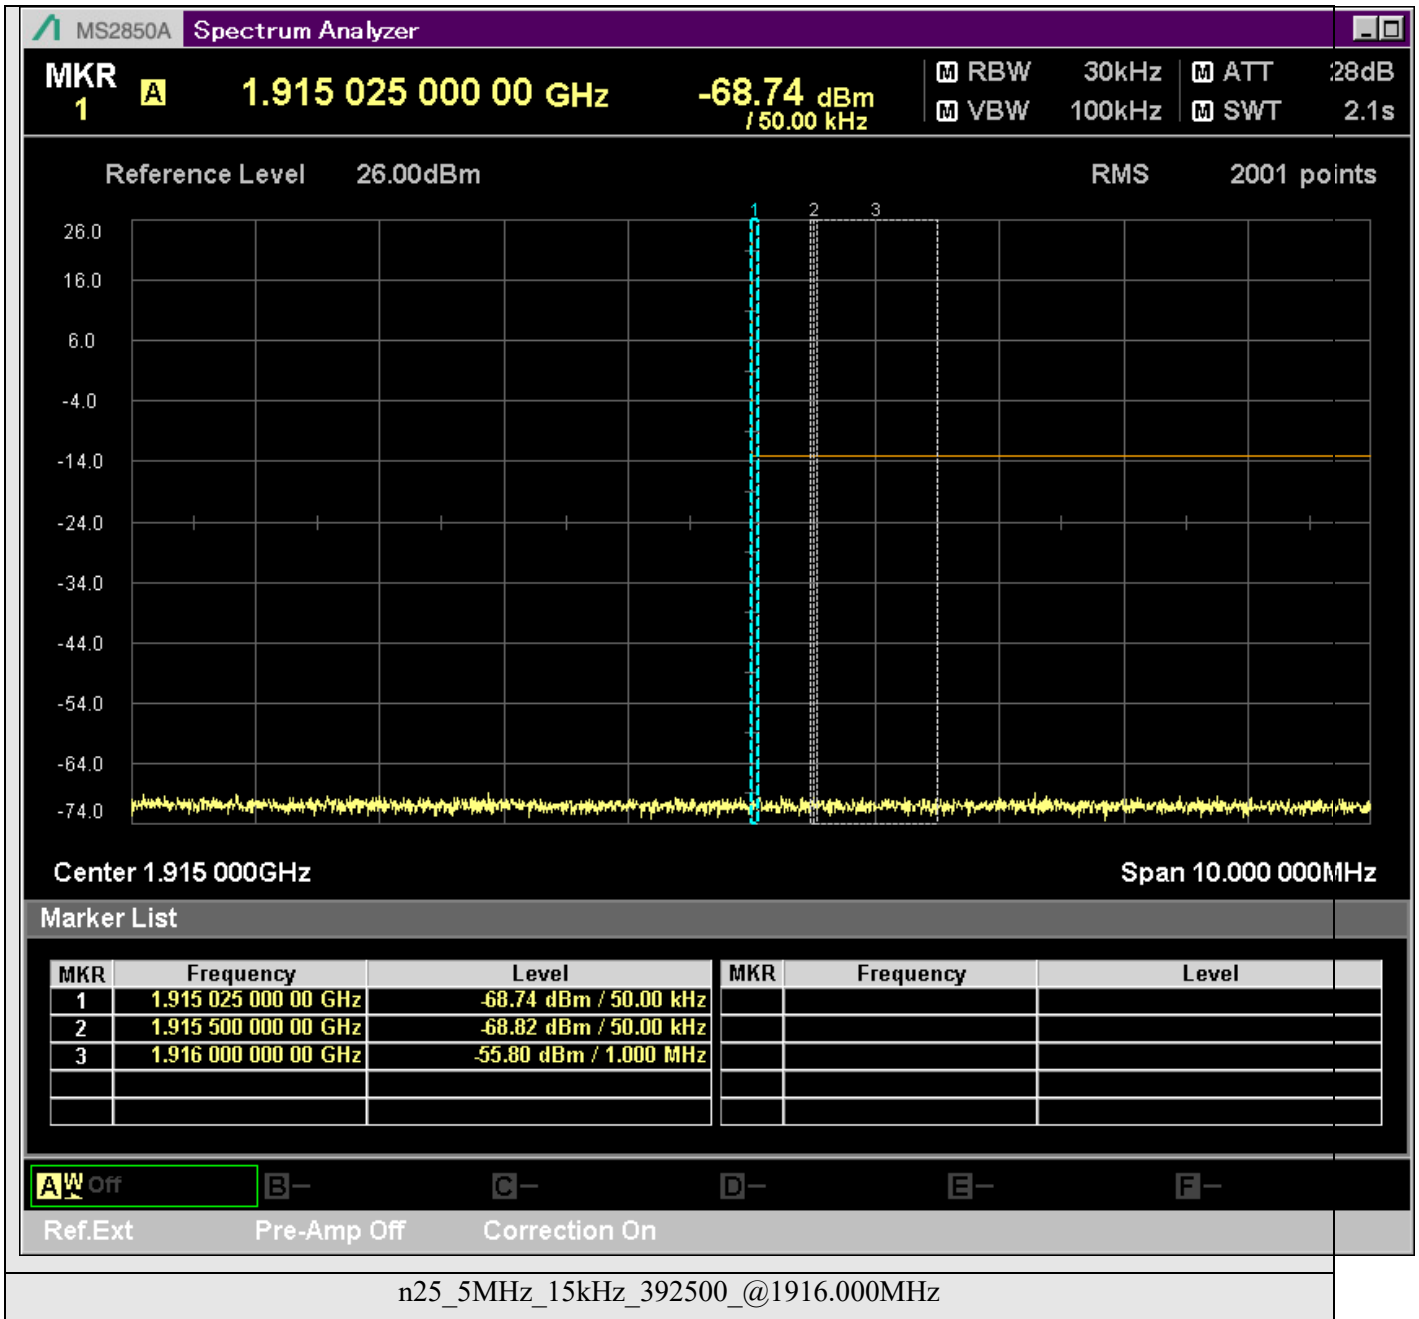 MS2850A Spectrum Analyzer
MKR 1 A 1.915 025 000 00 GHz -68.74 dBm / 50.00 kHz
M RBW 30kHz M ATT 28dB
M VBW 100kHz M SWT 2.1s
Reference Level 26.00dBm RMS 2001 points
1 2 3
26.0
16.0
6.0
-4.0
-14.0
-24.0
-34.0
-44.0
-54.0
-64.0
-74.0
Center 1.915 000GHz Span 10.000 000MHz
Marker List
MKR Frequency Level MKR Frequency Level
1 1.915 025 000 00 GHz -68.74 dBm / 50.00 kHz
2 1.915 500 000 00 GHz -68.82 dBm / 50.00 kHz
3 1.916 000 000 00 GHz -55.80 dBm / 1.000 MHz
A W Off B — C — D — E — F —
Ref.Ext Pre-Amp Off Correction On
n25_5MHz_15kHz_392500_@1916.000MHz